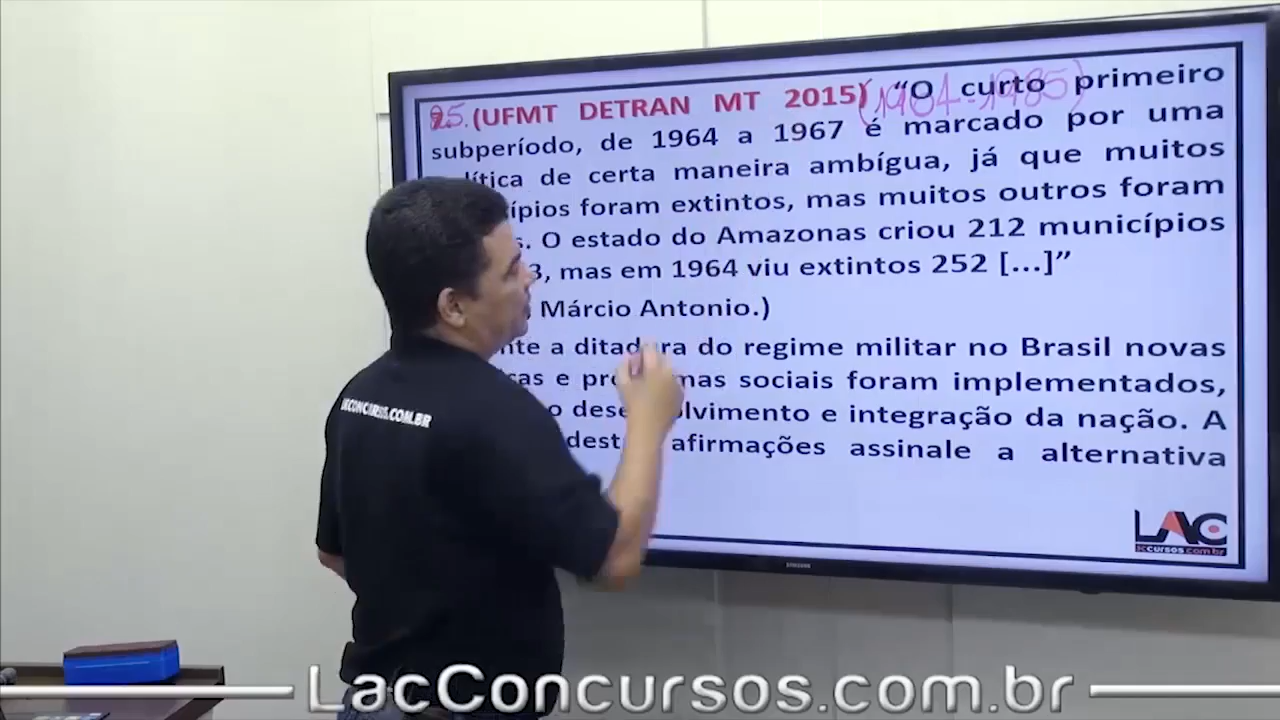 25. (UFMT DETRAN MT 2015) (1964-1985) "O curto primeiro
subperíodo, de 1964 a 1967 é marcado por uma
lítica de certa maneira ambígua, já que muitos
ípios foram extintos, mas muitos outros foram
s. O estado do Amazonas criou 212 municípios
3, mas em 1964 viu extintos 252 [...]"
Márcio Antonio.)
nte a ditadura do regime militar no Brasil novas
cas e pro mas sociais foram implementados,
o dese lvimento e integração da nação. A
dest afirmações assinale a alternativa
LAC
CURSOS.com.br
SAMSUNG
LACCONCURSOS.COM.BR
LacConcursos.com.br